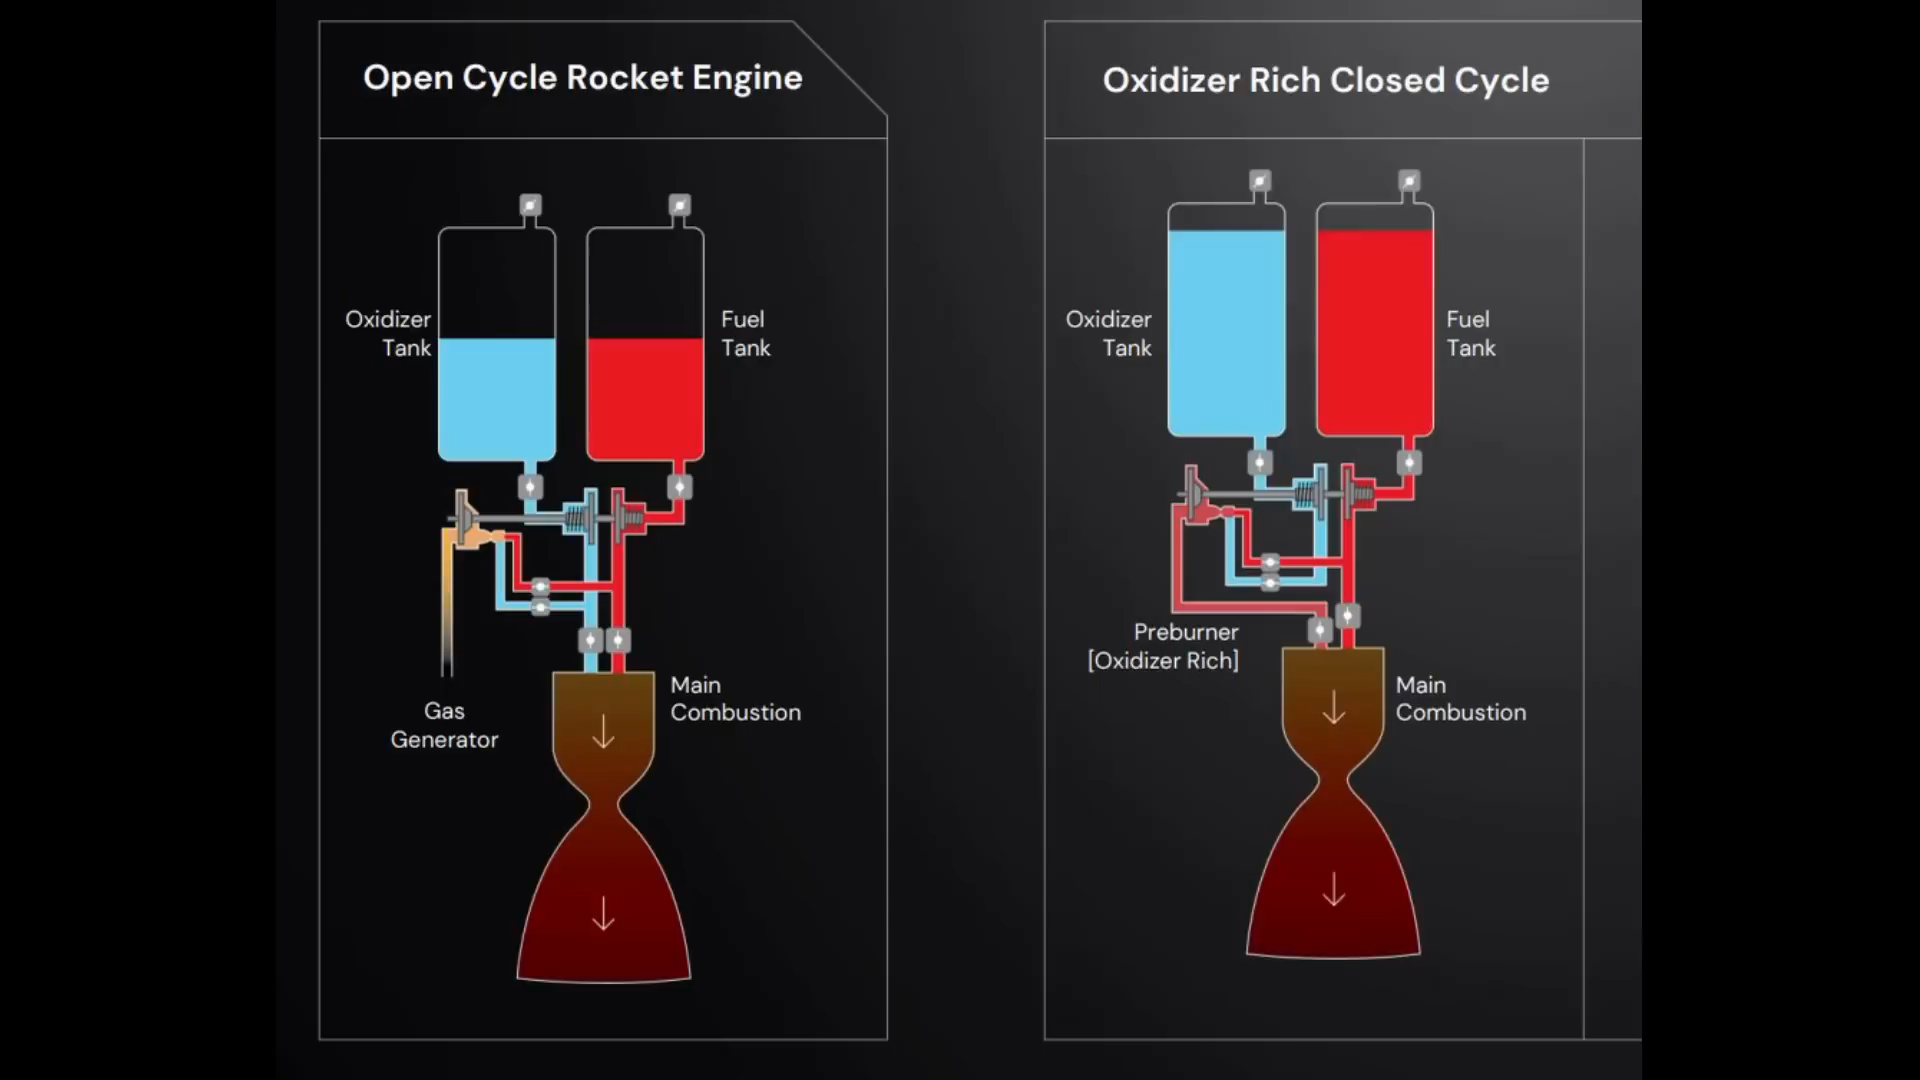 Open Cycle Rocket Engine
Oxidizer
Tank
Fuel
Tank
Gas
Generator
Main
Combustion
Oxidizer Rich Closed Cycle
Oxidizer
Tank
Fuel
Tank
Preburner
[Oxidizer Rich]
Main
Combustion